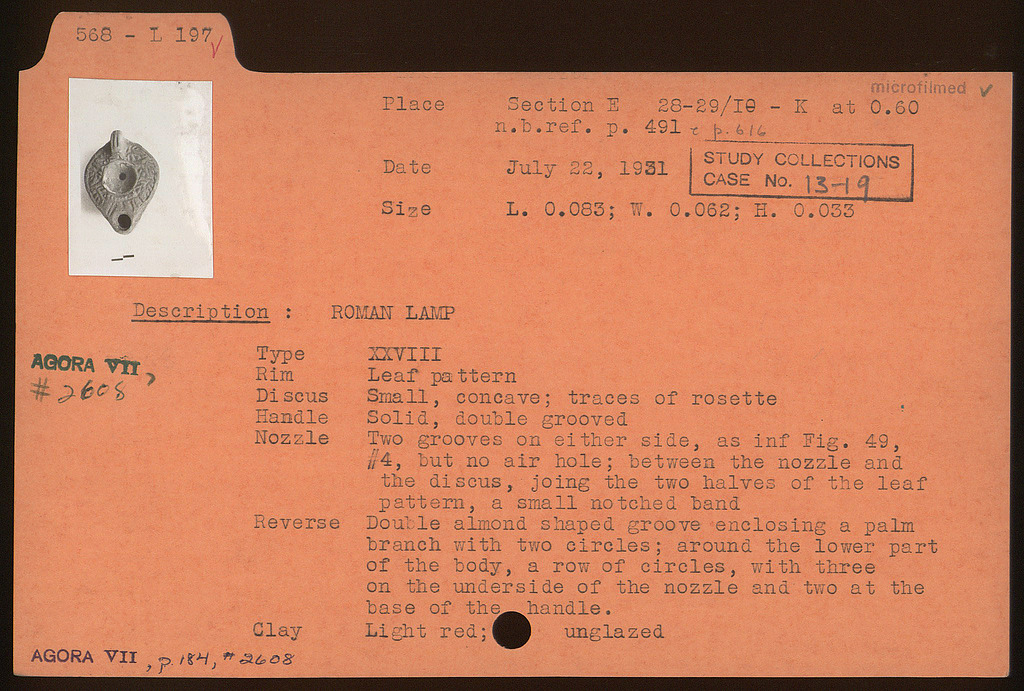 568 - L 197 ✓
microfilmed ✓
Place Section E 28-29/IΘ - K at 0.60
n.b.ref. p. 491 & p. 616
Date July 22, 1931
STUDY COLLECTIONS
CASE No. 13-19
Size L. 0.083; W. 0.062; H. 0.033
Description : ROMAN LAMP
AGORA VII,
# 2608
Type XXVIII
Rim Leaf pattern
Discus Small, concave; traces of rosette
Handle Solid, double grooved
Nozzle Two grooves on either side, as inf Fig. 49,
#4, but no air hole; between the nozzle and
the discus, joing the two halves of the leaf
pattern, a small notched band
Reverse Double almond shaped groove enclosing a palm
branch with two circles; around the lower part
of the body, a row of circles, with three
on the underside of the nozzle and two at the
base of the handle.
Clay Light red; unglazed
AGORA VII, p. 184, # 2608